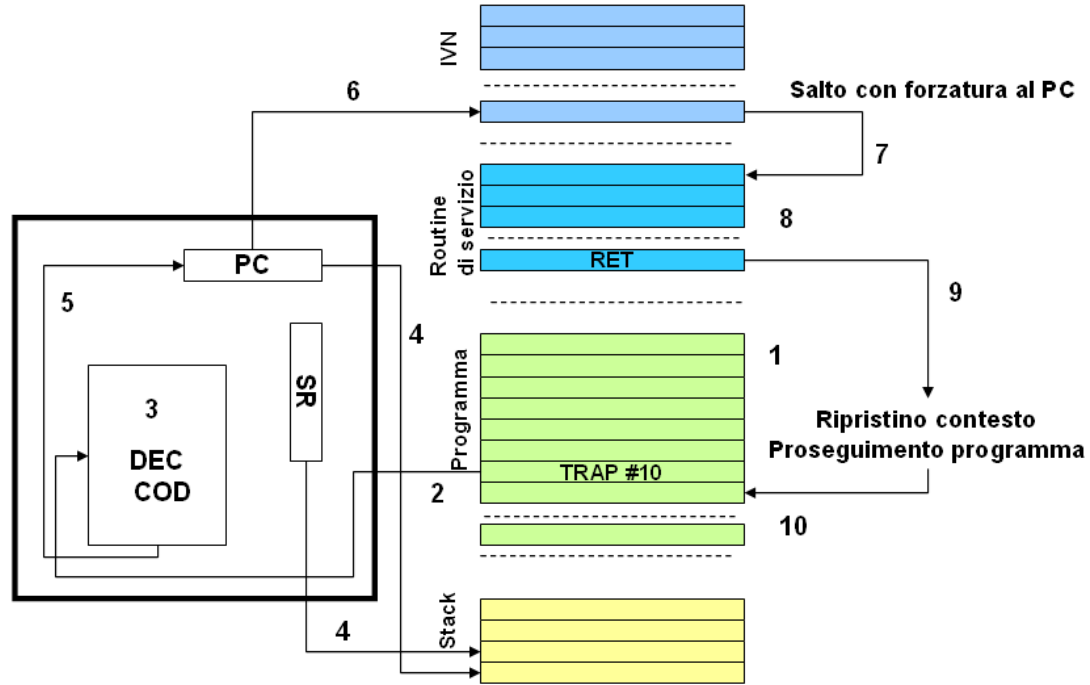 IVN
6
Salto con forzatura al PC
7
Routine
di servizio
8
PC
RET
5
9
4
SR
1
3
Programma
Ripristino contesto
Proseguimento programma
DEC
COD
TRAP #10
2
10
Stack
4